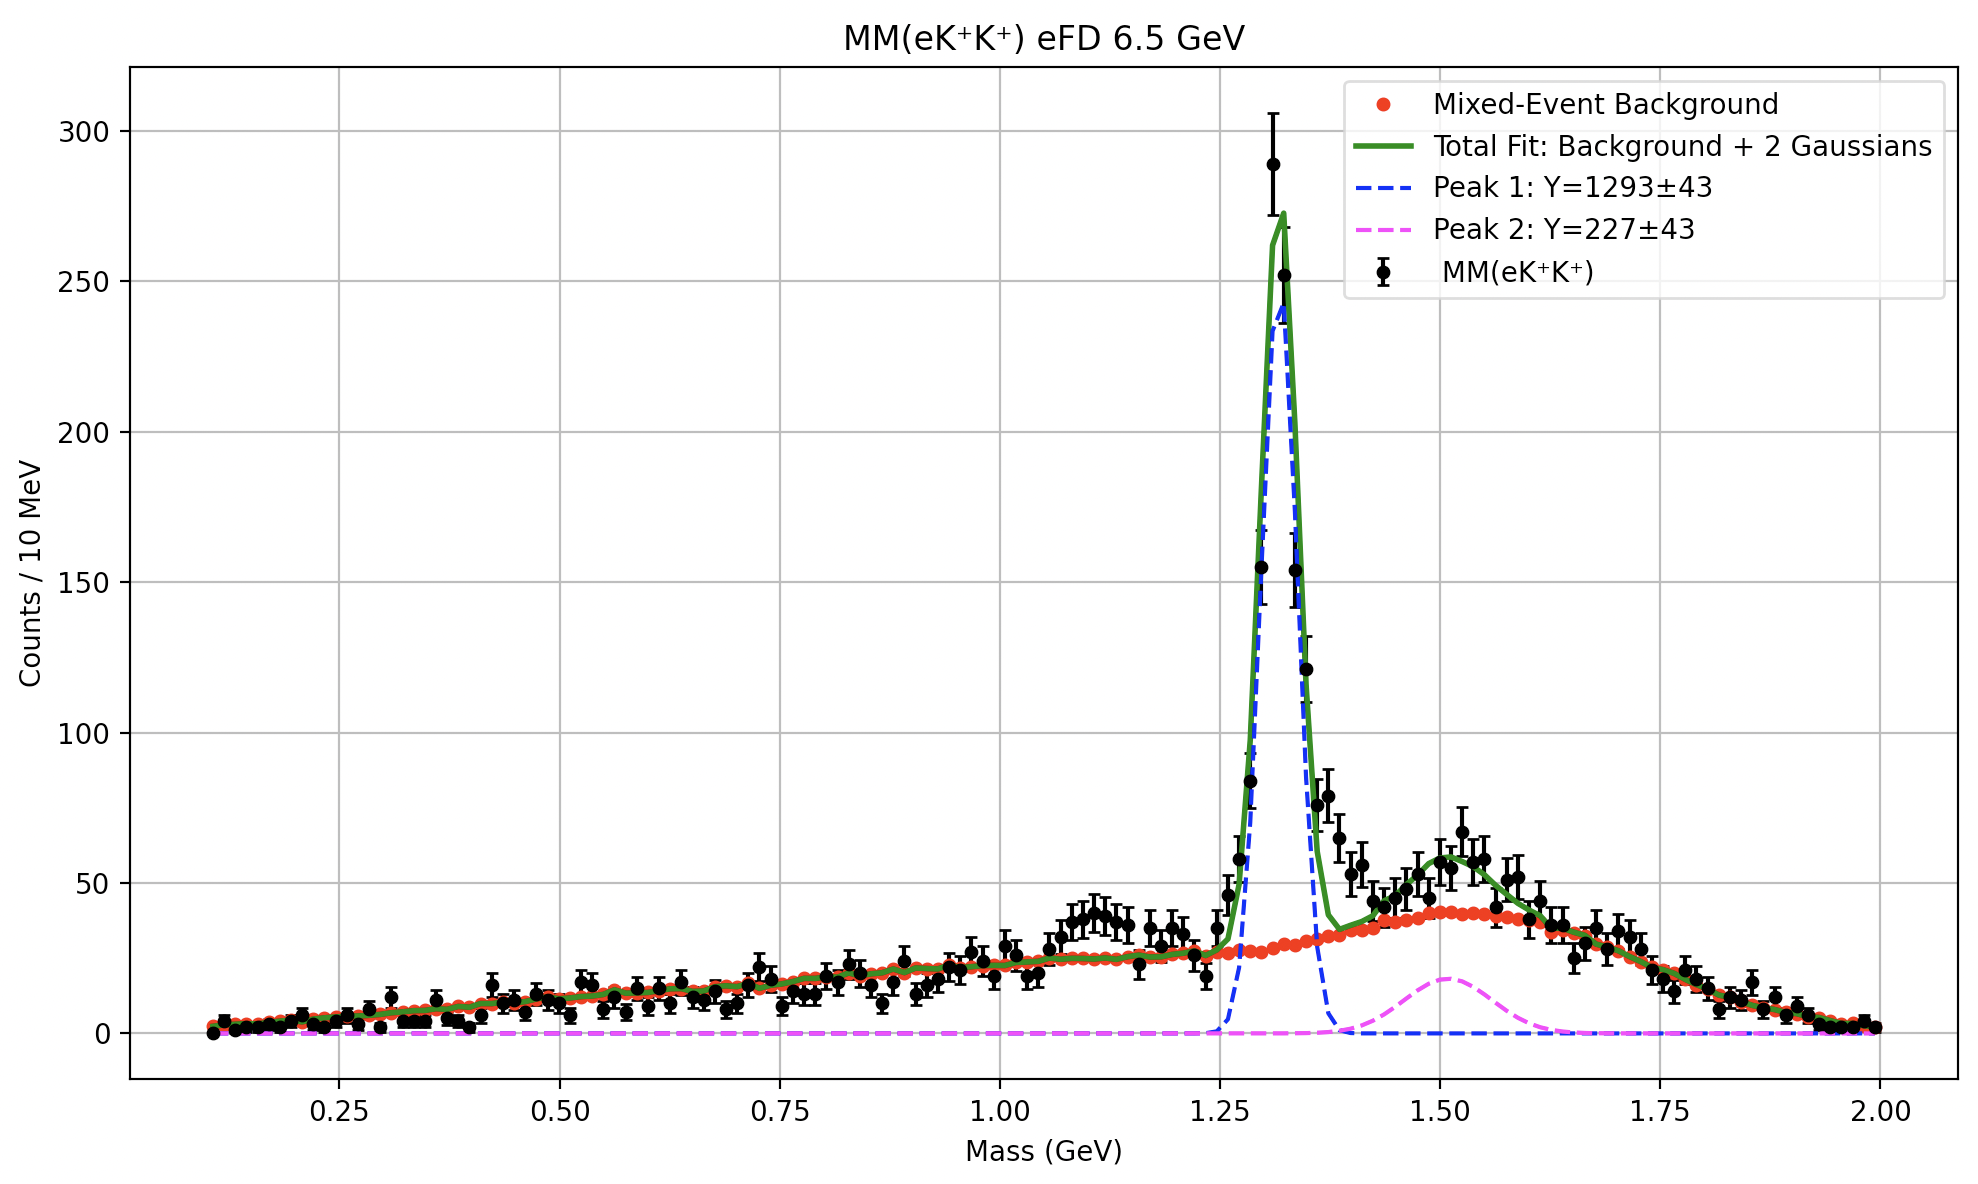 MM(eK⁺K⁺) eFD 6.5 GeV
Mixed-Event Background
Total Fit: Background + 2 Gaussians
Peak 1: Y=1293±43
Peak 2: Y=227±43
MM(eK⁺K⁺)
Counts / 10 MeV
300
250
200
150
100
50
0
0.25 0.50 0.75 1.00 1.25 1.50 1.75 2.00
Mass (GeV)